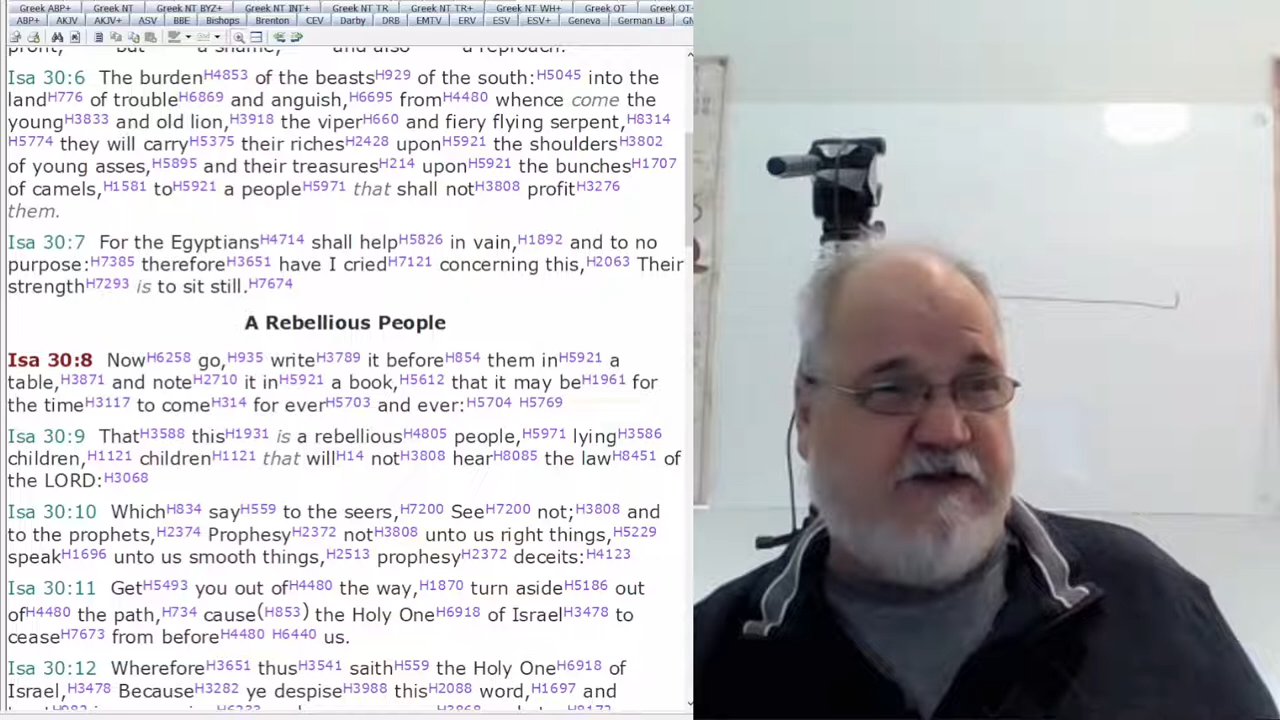 Greek ABP+ Greek NT Greek NT BYZ+ Greek NT INT+ Greek NT TR Greek NT TR+ Greek NT WH+ Greek OT Greek OT
ABP+ AKJV AKJV+ ASV BBE Bishops Brenton CEV Darby DRB EMTV ERV ESV ESV+ Geneva German LB
but a shame, and also a reproach.
Isa 30:6 The burdenH4853 of the beastsH929 of the south:H5045 into the
landH776 of troubleH6869 and anguish,H6695 fromH4480 whence come the
youngH3833 and old lion,H3918 the viperH660 and fiery flying serpent,H8314
H5774 they will carryH5375 their richesH2428 uponH5921 the shouldersH3802
of young asses,H5895 and their treasuresH214 uponH5921 the bunchesH1707
of camels,H1581 toH5921 a peopleH5971 that shall notH3808 profitH3276
them.
Isa 30:7 For the EgyptiansH4714 shall helpH5826 in vain,H1892 and to no
purpose:H7385 thereforeH3651 have I criedH7121 concerning this,H2063 Their
strengthH7293 is to sit still.H7674
A Rebellious People
Isa 30:8 NowH6258 go,H935 writeH3789 it beforeH854 them inH5921 a
table,H3871 and noteH2710 it inH5921 a book,H5612 that it may beH1961 for
the timeH3117 to comeH314 for everH5703 and ever:H5704 H5769
Isa 30:9 ThatH3588 thisH1931 is a rebelliousH4805 people,H5971 lyingH3586
children,H1121 childrenH1121 that willH14 notH3808 hearH8085 the lawH8451 of
the LORD:H3068
Isa 30:10 WhichH834 sayH559 to the seers,H7200 SeeH7200 not;H3808 and
to the prophets,H2374 ProphesyH2372 notH3808 unto us right things,H5229
speakH1696 unto us smooth things,H2513 prophesyH2372 deceits:H4123
Isa 30:11 GetH5493 you out ofH4480 the way,H1870 turn asideH5186 out
ofH4480 the path,H734 cause(H853) the Holy OneH6918 of IsraelH3478 to
ceaseH7673 from beforeH4480 H6440 us.
Isa 30:12 WhereforeH3651 thusH3541 saithH559 the Holy OneH6918 of
Israel,H3478 BecauseH3282 ye despiseH3988 thisH2088 word,H1697 and